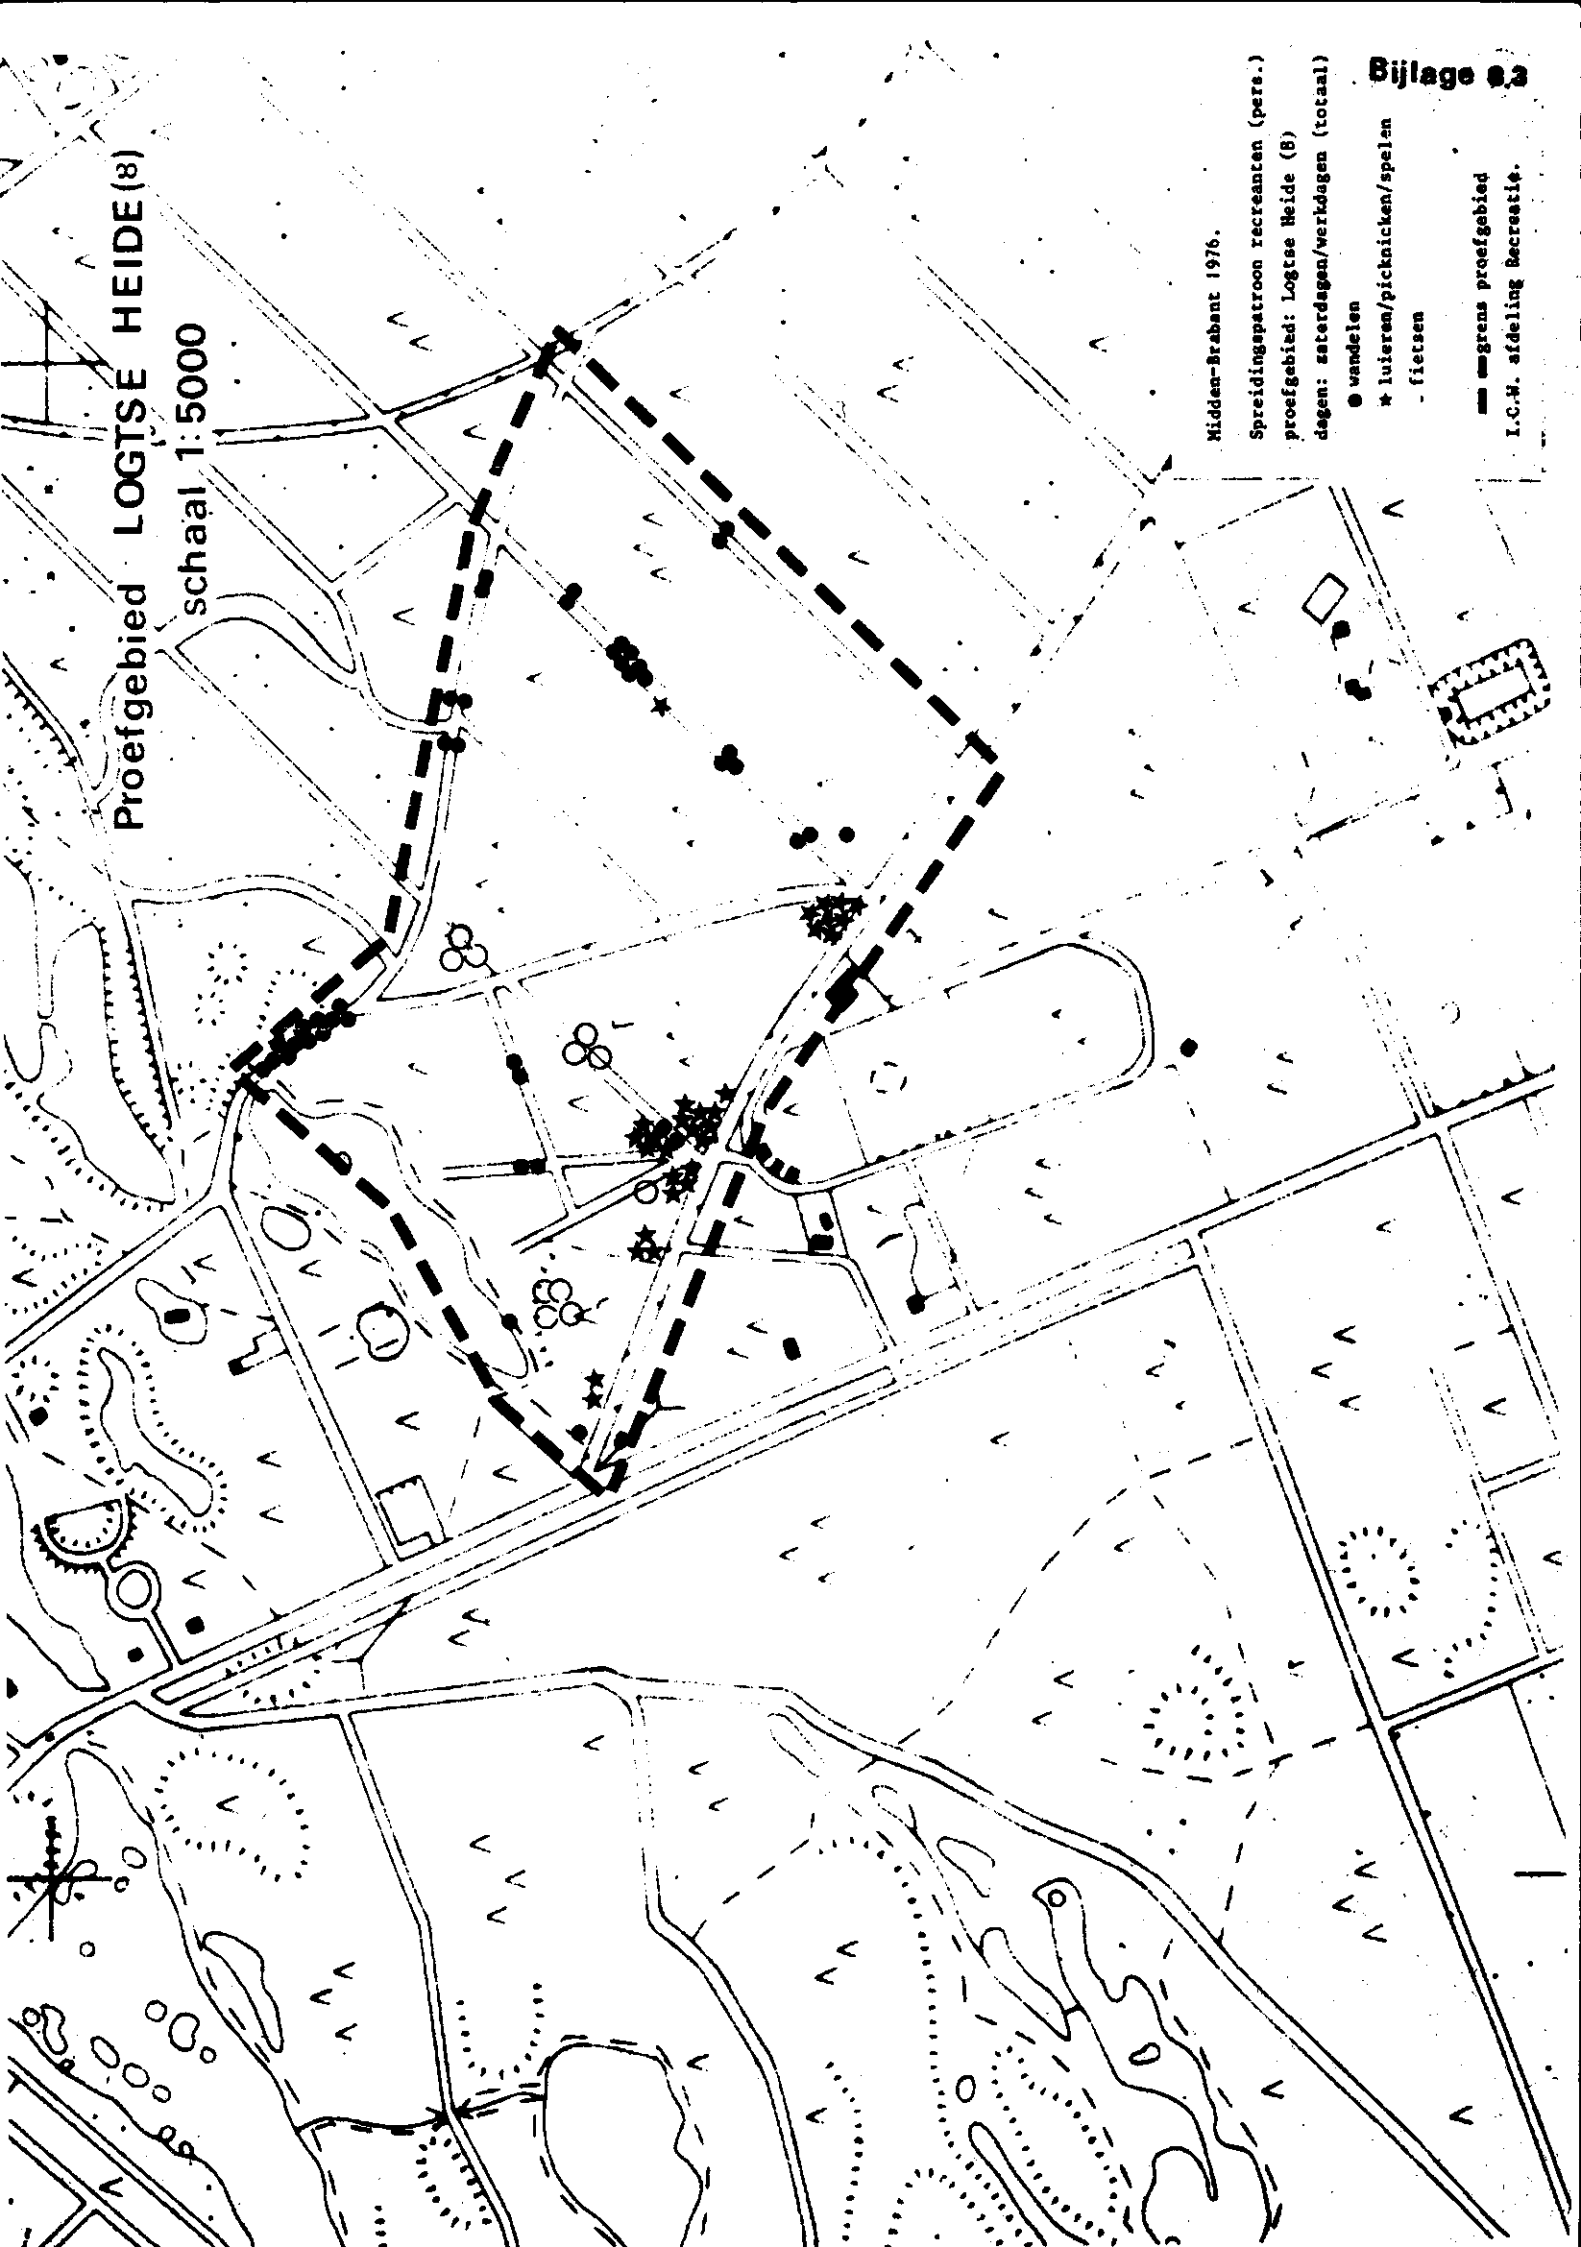 Bijlage 8.3
Proefgebied LOGTSE HEIDE (8)
schaal 1:5000
Midden-Brabant 1976.
Spreidingspatroon recreanten (pers.)
proefgebied: Logtse Heide (8)
dagen: zaterdagen/werkdagen (totaal)
● wandelen
★ luieren/picknicken/spelen
- fietsen
grens proefgebied
I.C.W. afdeling Recreatie.